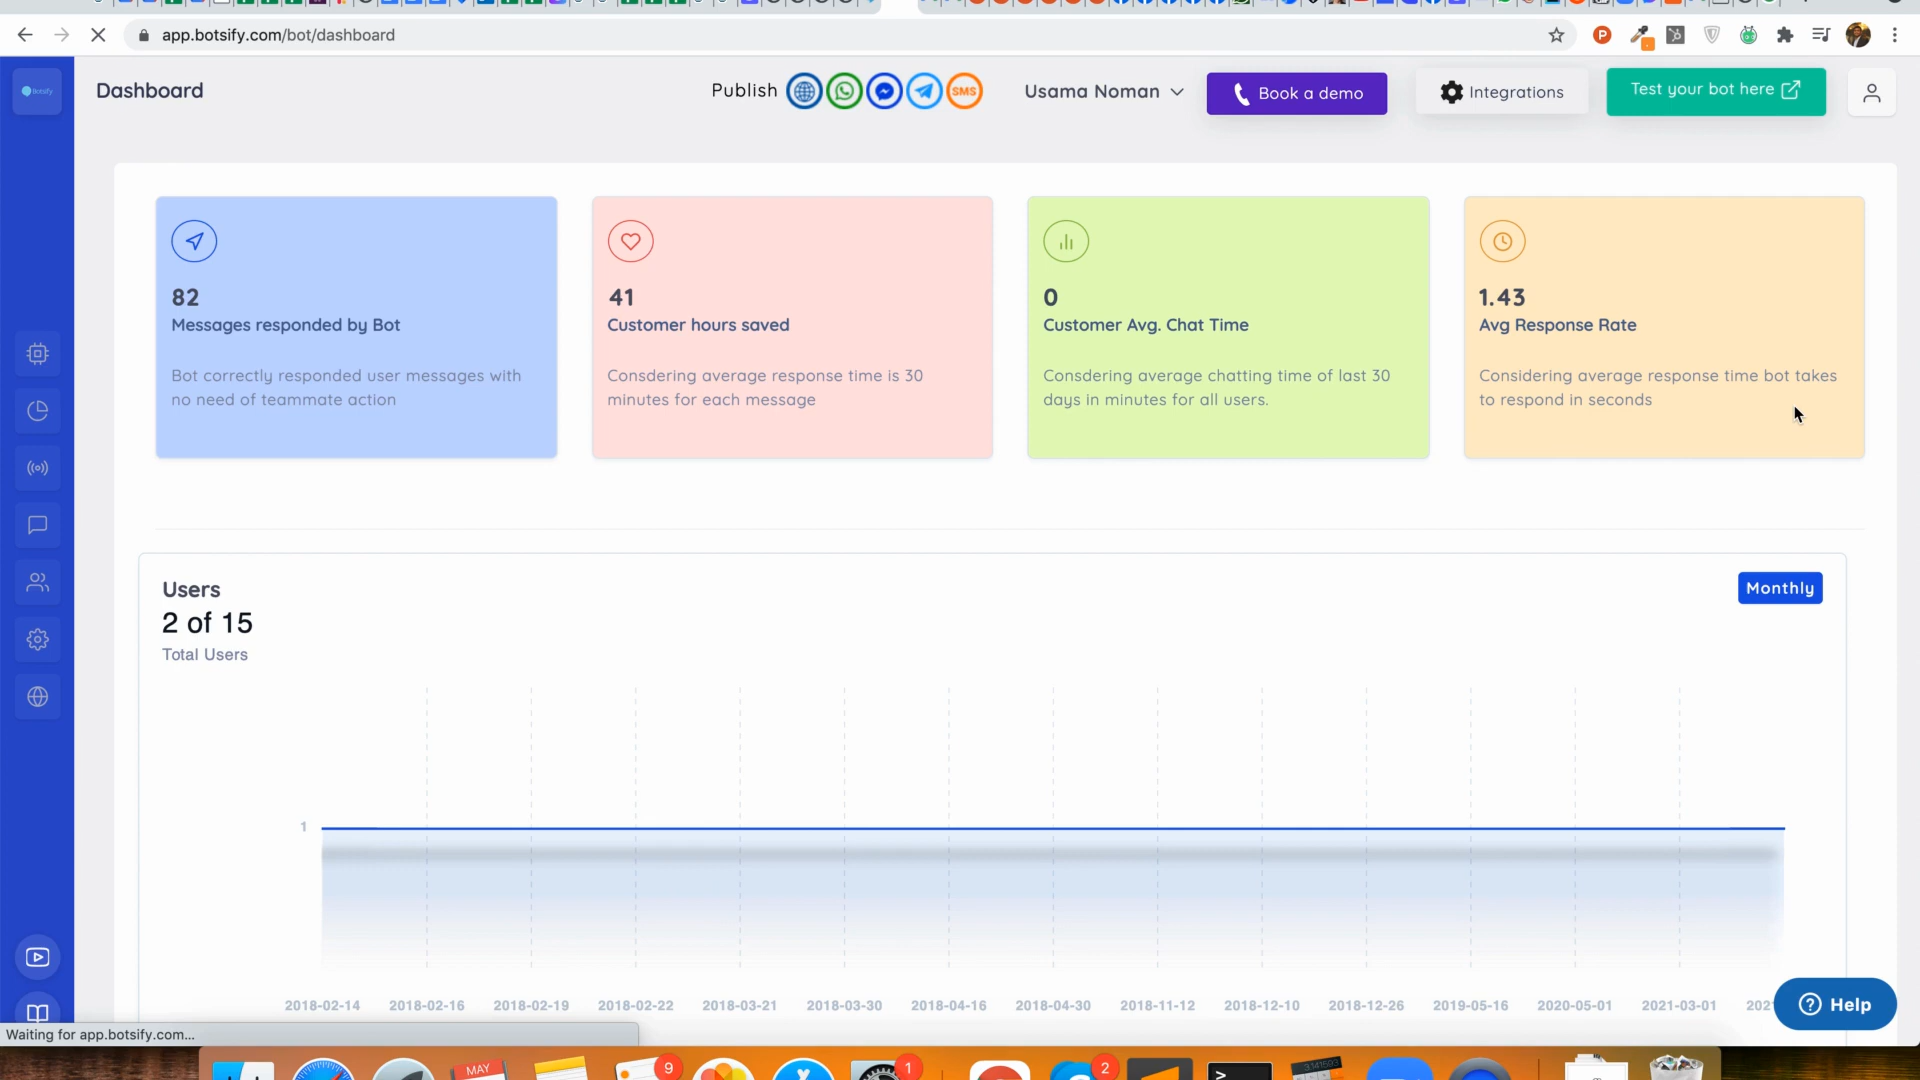 app.botsify.com/bot/dashboard
Botsify
Dashboard
Publish
SMS
Usama Noman
Book a demo
Integrations
Test your bot here
82
Messages responded by Bot
Bot correctly responded user messages with
no need of teammate action
41
Customer hours saved
Consdering average response time is 30
minutes for each message
0
Customer Avg. Chat Time
Consdering average chatting time of last 30
days in minutes for all users.
1.43
Avg Response Rate
Considering average response time bot takes
to respond in seconds
Users
2 of 15
Total Users
Monthly
1
2018-02-14 2018-02-16 2018-02-19 2018-02-22 2018-03-21 2018-03-30 2018-04-16 2018-04-30 2018-11-12 2018-12-10 2018-12-26 2019-05-16 2020-05-01 2021-03-01 202
Help
Waiting for app.botsify.com...
MAY
9
1
2